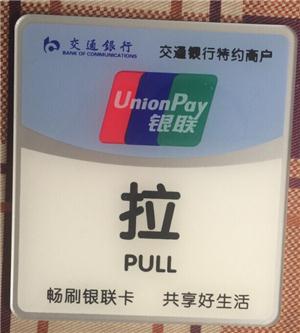 交通銀行 交通银行特约商户
BANK OF COMMUNICATIONS
UnionPay
银联
拉
PULL
畅刷银联卡 共享好生活